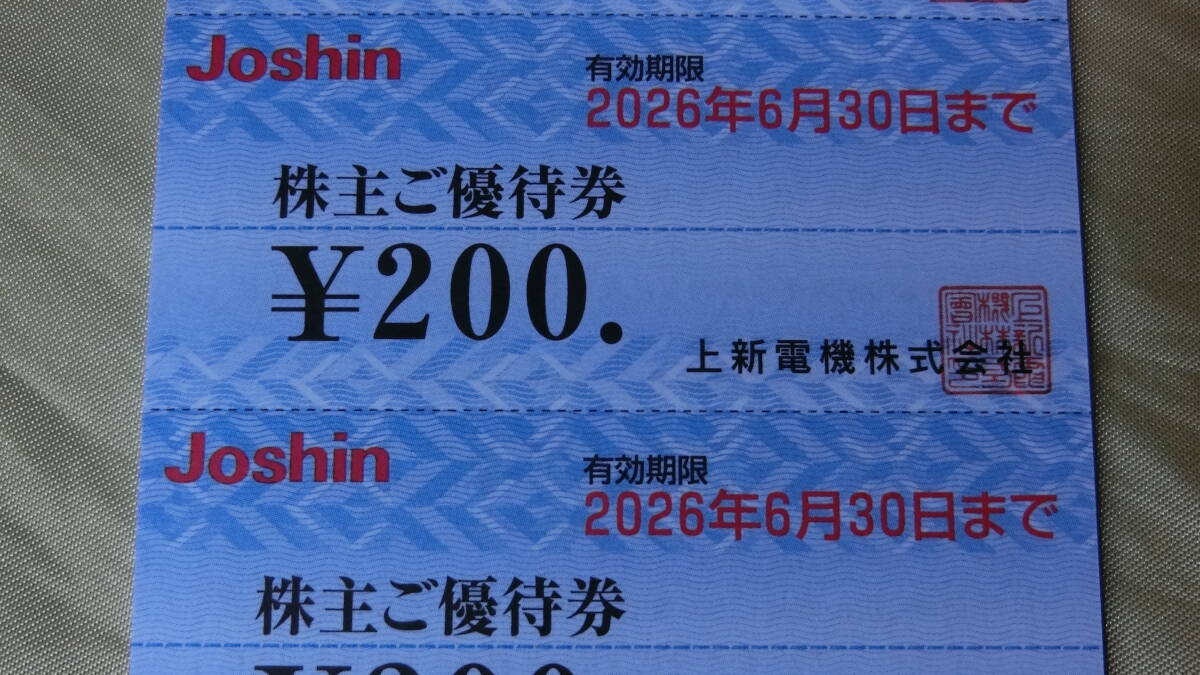 Joshin
有効期限
2026年6月30日まで
株主ご優待券
¥200.
上新電機株式会社
Joshin
有効期限
2026年6月30日まで
株主ご優待券